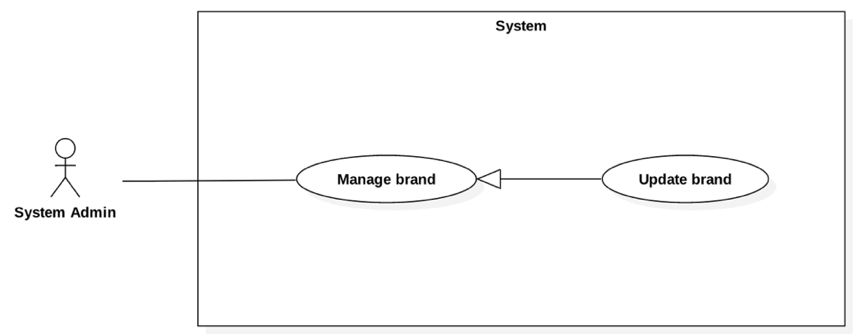 System
Manage brand
Update brand
System Admin